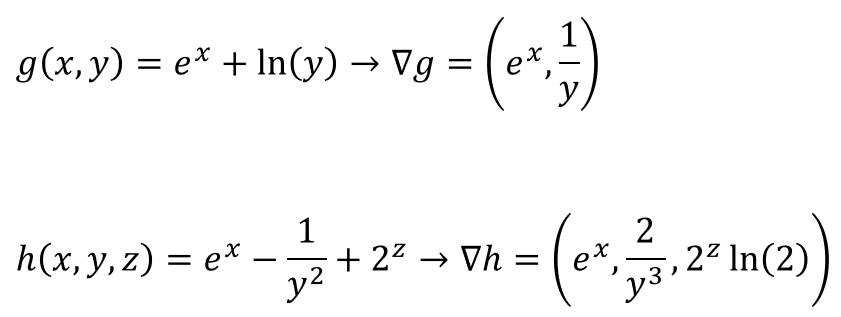 g(x, y) = e^x + ln(y) → ∇g = (e^x, 1/y)
h(x, y, z) = e^x − 1/y^2 + 2^z → ∇h = (e^x, 2/y^3, 2^z ln(2))